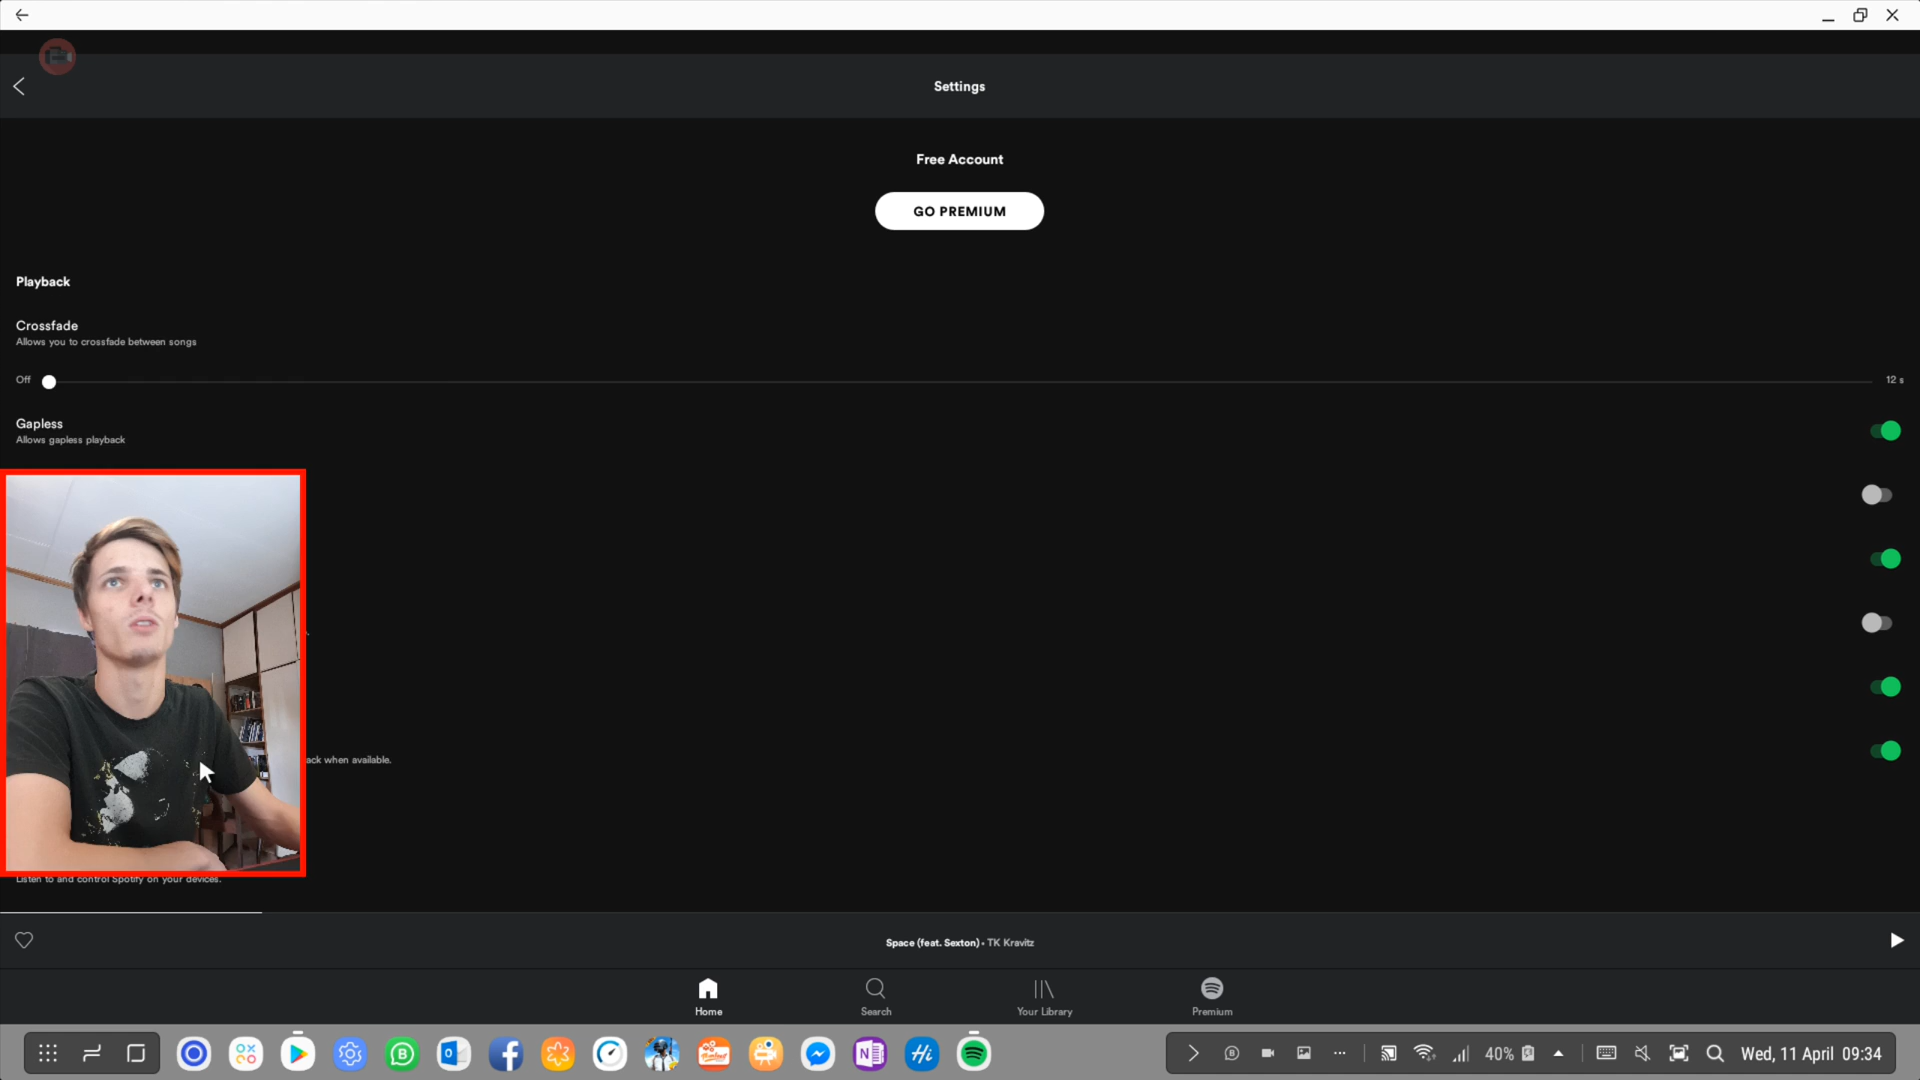 Settings
Free Account
GO PREMIUM
Playback
Crossfade
Allows you to crossfade between songs
Off
12 s
Gapless
Allows gapless playback
ack when available.
Listen to and control Spotify on your devices.
Space (feat. Sexton) • TK Kravitz
Home
Search
Your Library
Premium
Hi
40%
Wed, 11 April 09:34